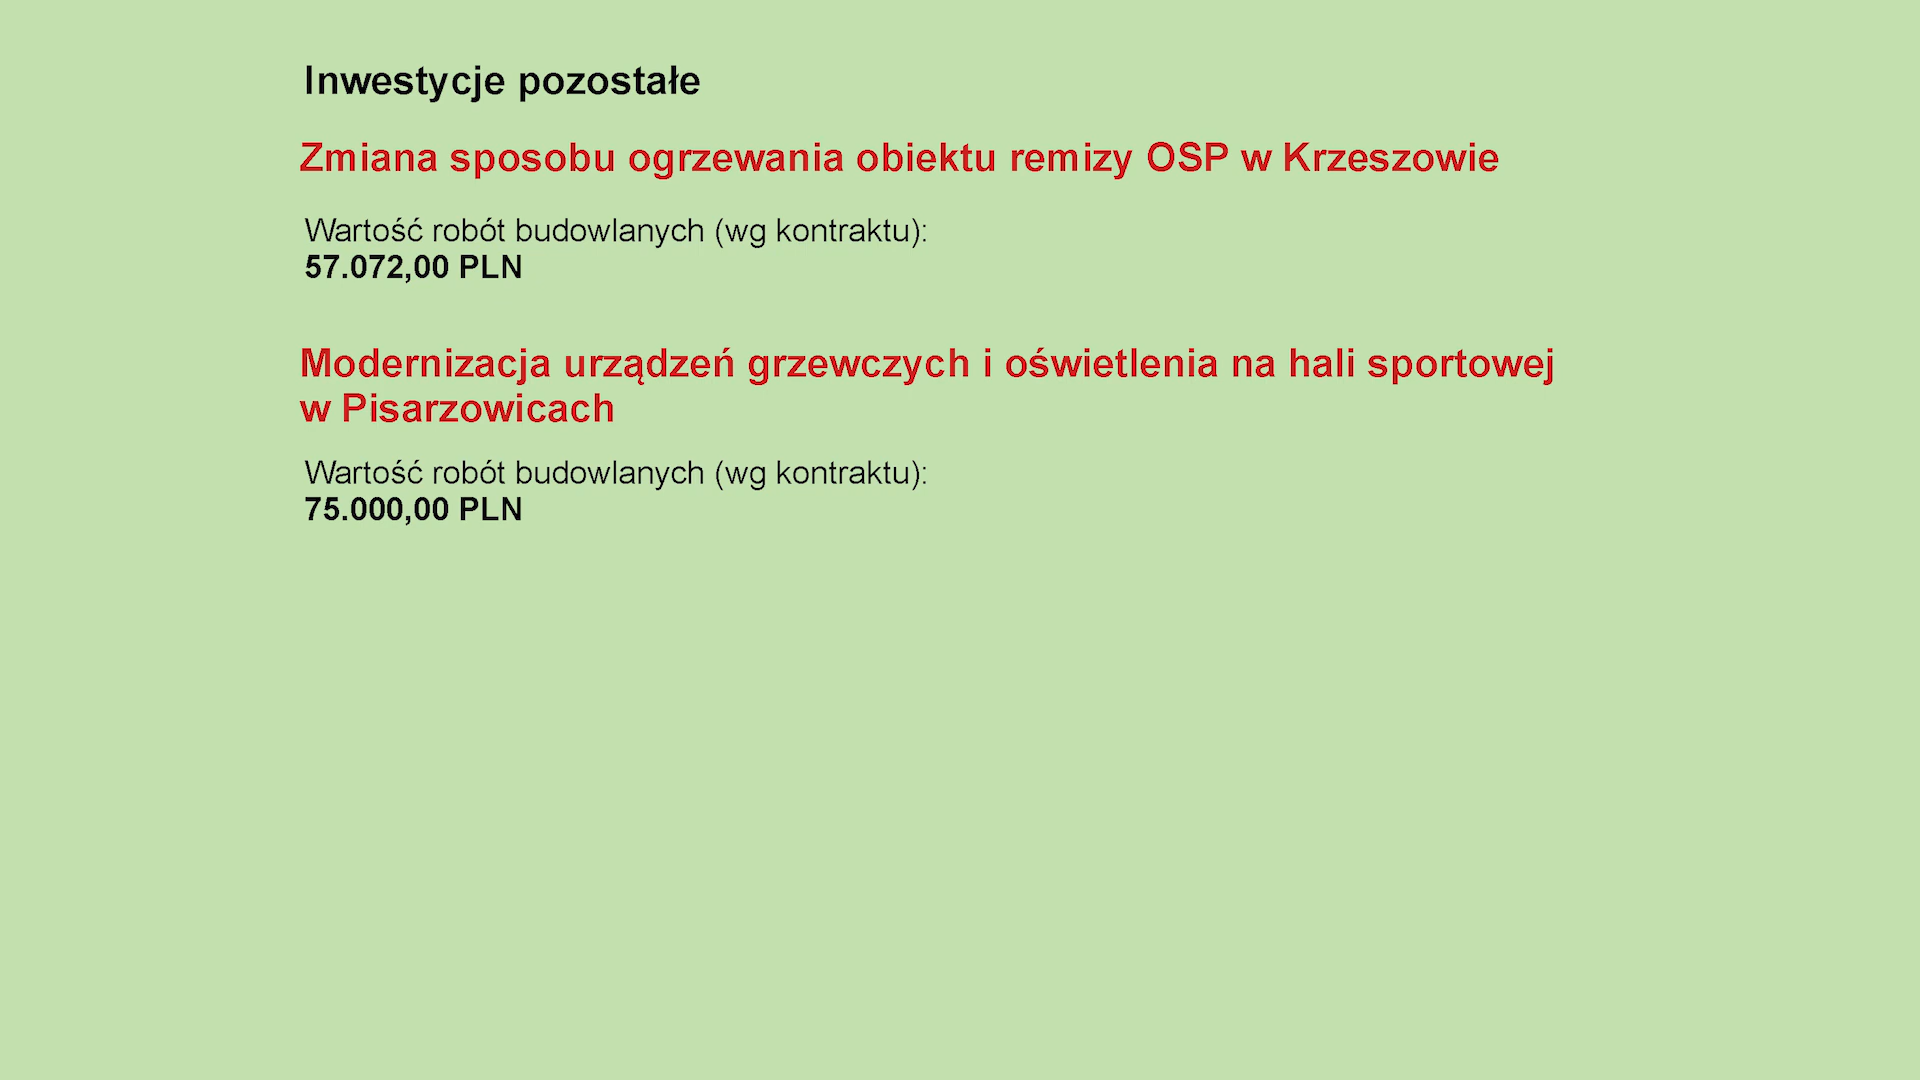 Inwestycje pozostałe
Zmiana sposobu ogrzewania obiektu remizy OSP w Krzeszowie
Wartość robót budowlanych (wg kontraktu):
57.072,00 PLN
Modernizacja urządzeń grzewczych i oświetlenia na hali sportowej
w Pisarzowicach
Wartość robót budowlanych (wg kontraktu):
75.000,00 PLN